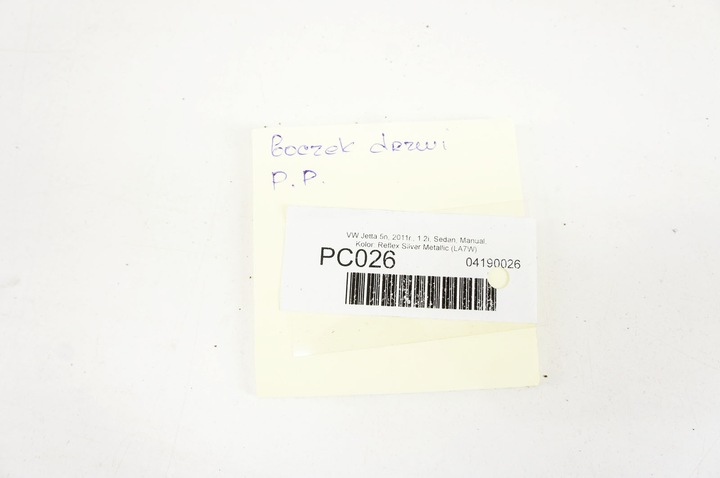 Boczek drzwi
P.P.
VW Jetta 5n, 2011r., 1.2i, Sedan, Manual,
Kolor: Reflex Silver Metallic (LA7W)
PC026 04190026